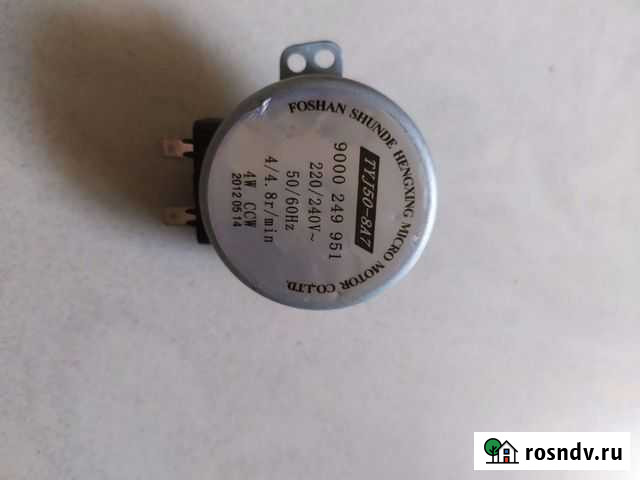 FOSHAN SHUNDE HENGXING MICRO MOTOR CO.,LTD.
TYJ50-8A7
9000 249 951
220/240V~
50/60Hz
4/4.8r/min
4W CCW
20120514
rosndv.ru